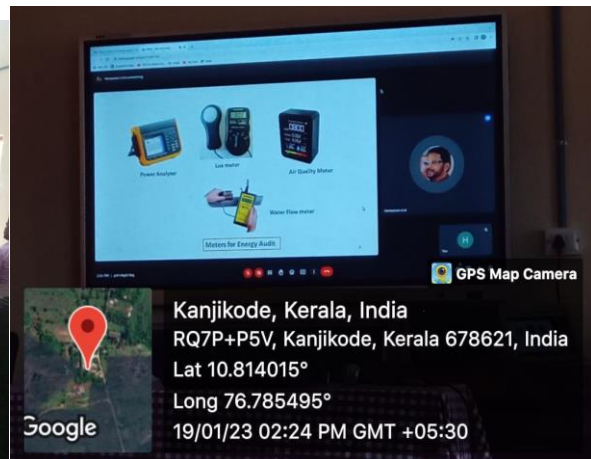 Power Analyser
Lux meter
Air Quality Meter
Water Flow meter
Meters for Energy Audit
H
GPS Map Camera
Kanjikode, Kerala, India
RQ7P+P5V, Kanjikode, Kerala 678621, India
Lat 10.814015°
Long 76.785495°
19/01/23 02:24 PM GMT +05:30
Google